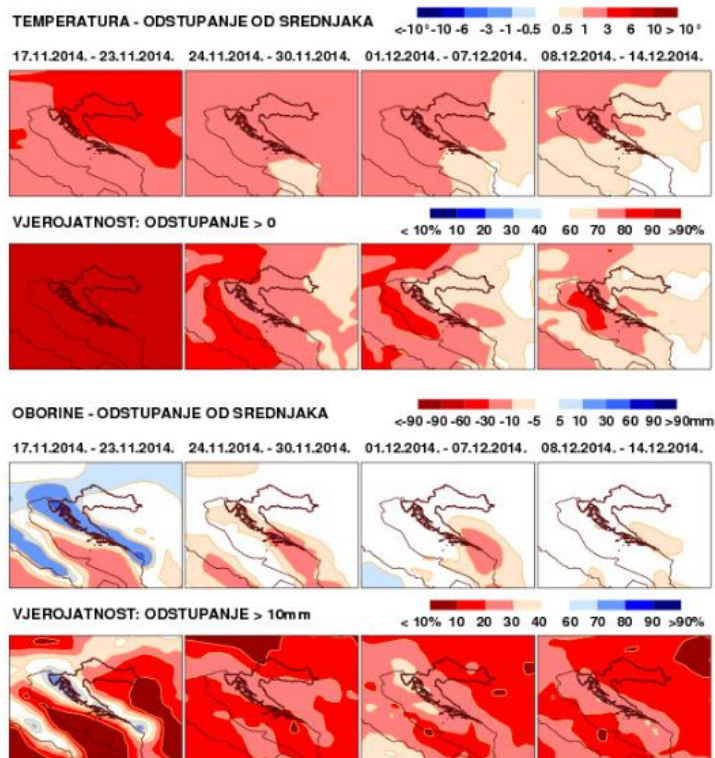 TEMPERATURA - ODSTUPANJE OD SREDNJAKA
<-10°-10 -6 -3 -1 -0.5 0.5 1 3 6 10 > 10°
17.11.2014. - 23.11.2014. 24.11.2014. - 30.11.2014. 01.12.2014. - 07.12.2014. 08.12.2014. - 14.12.2014.
VJEROJATNOST: ODSTUPANJE > 0
< 10% 10 20 30 40 60 70 80 90 >90%
OBORINE - ODSTUPANJE OD SREDNJAKA
<-90 -90 -60 -30 -10 -5 5 10 30 60 90 >90mm
17.11.2014. - 23.11.2014. 24.11.2014. - 30.11.2014. 01.12.2014. - 07.12.2014. 08.12.2014. - 14.12.2014.
VJEROJATNOST: ODSTUPANJE > 10mm
< 10% 10 20 30 40 60 70 80 90 >90%